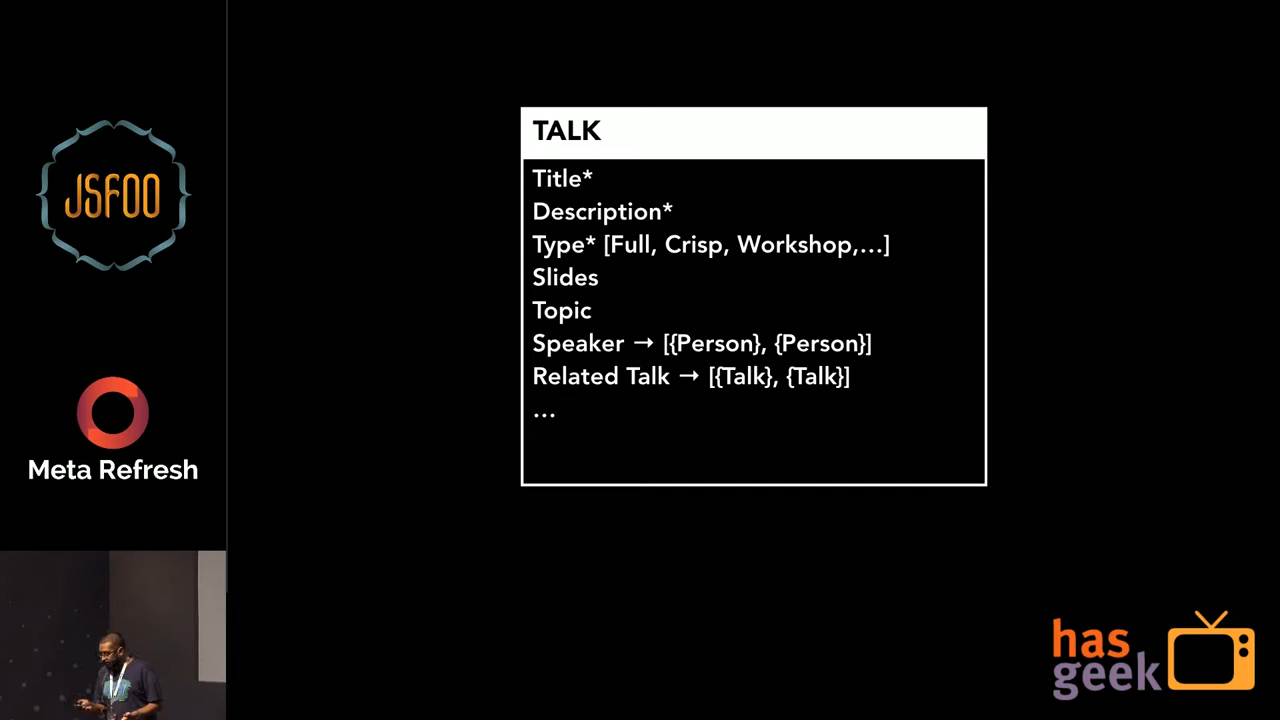 JSFOO
Meta Refresh
TALK
Title*
Description*
Type* [Full, Crisp, Workshop,...]
Slides
Topic
Speaker → [{Person}, {Person}]
Related Talk → [{Talk}, {Talk}]
...
has
geek